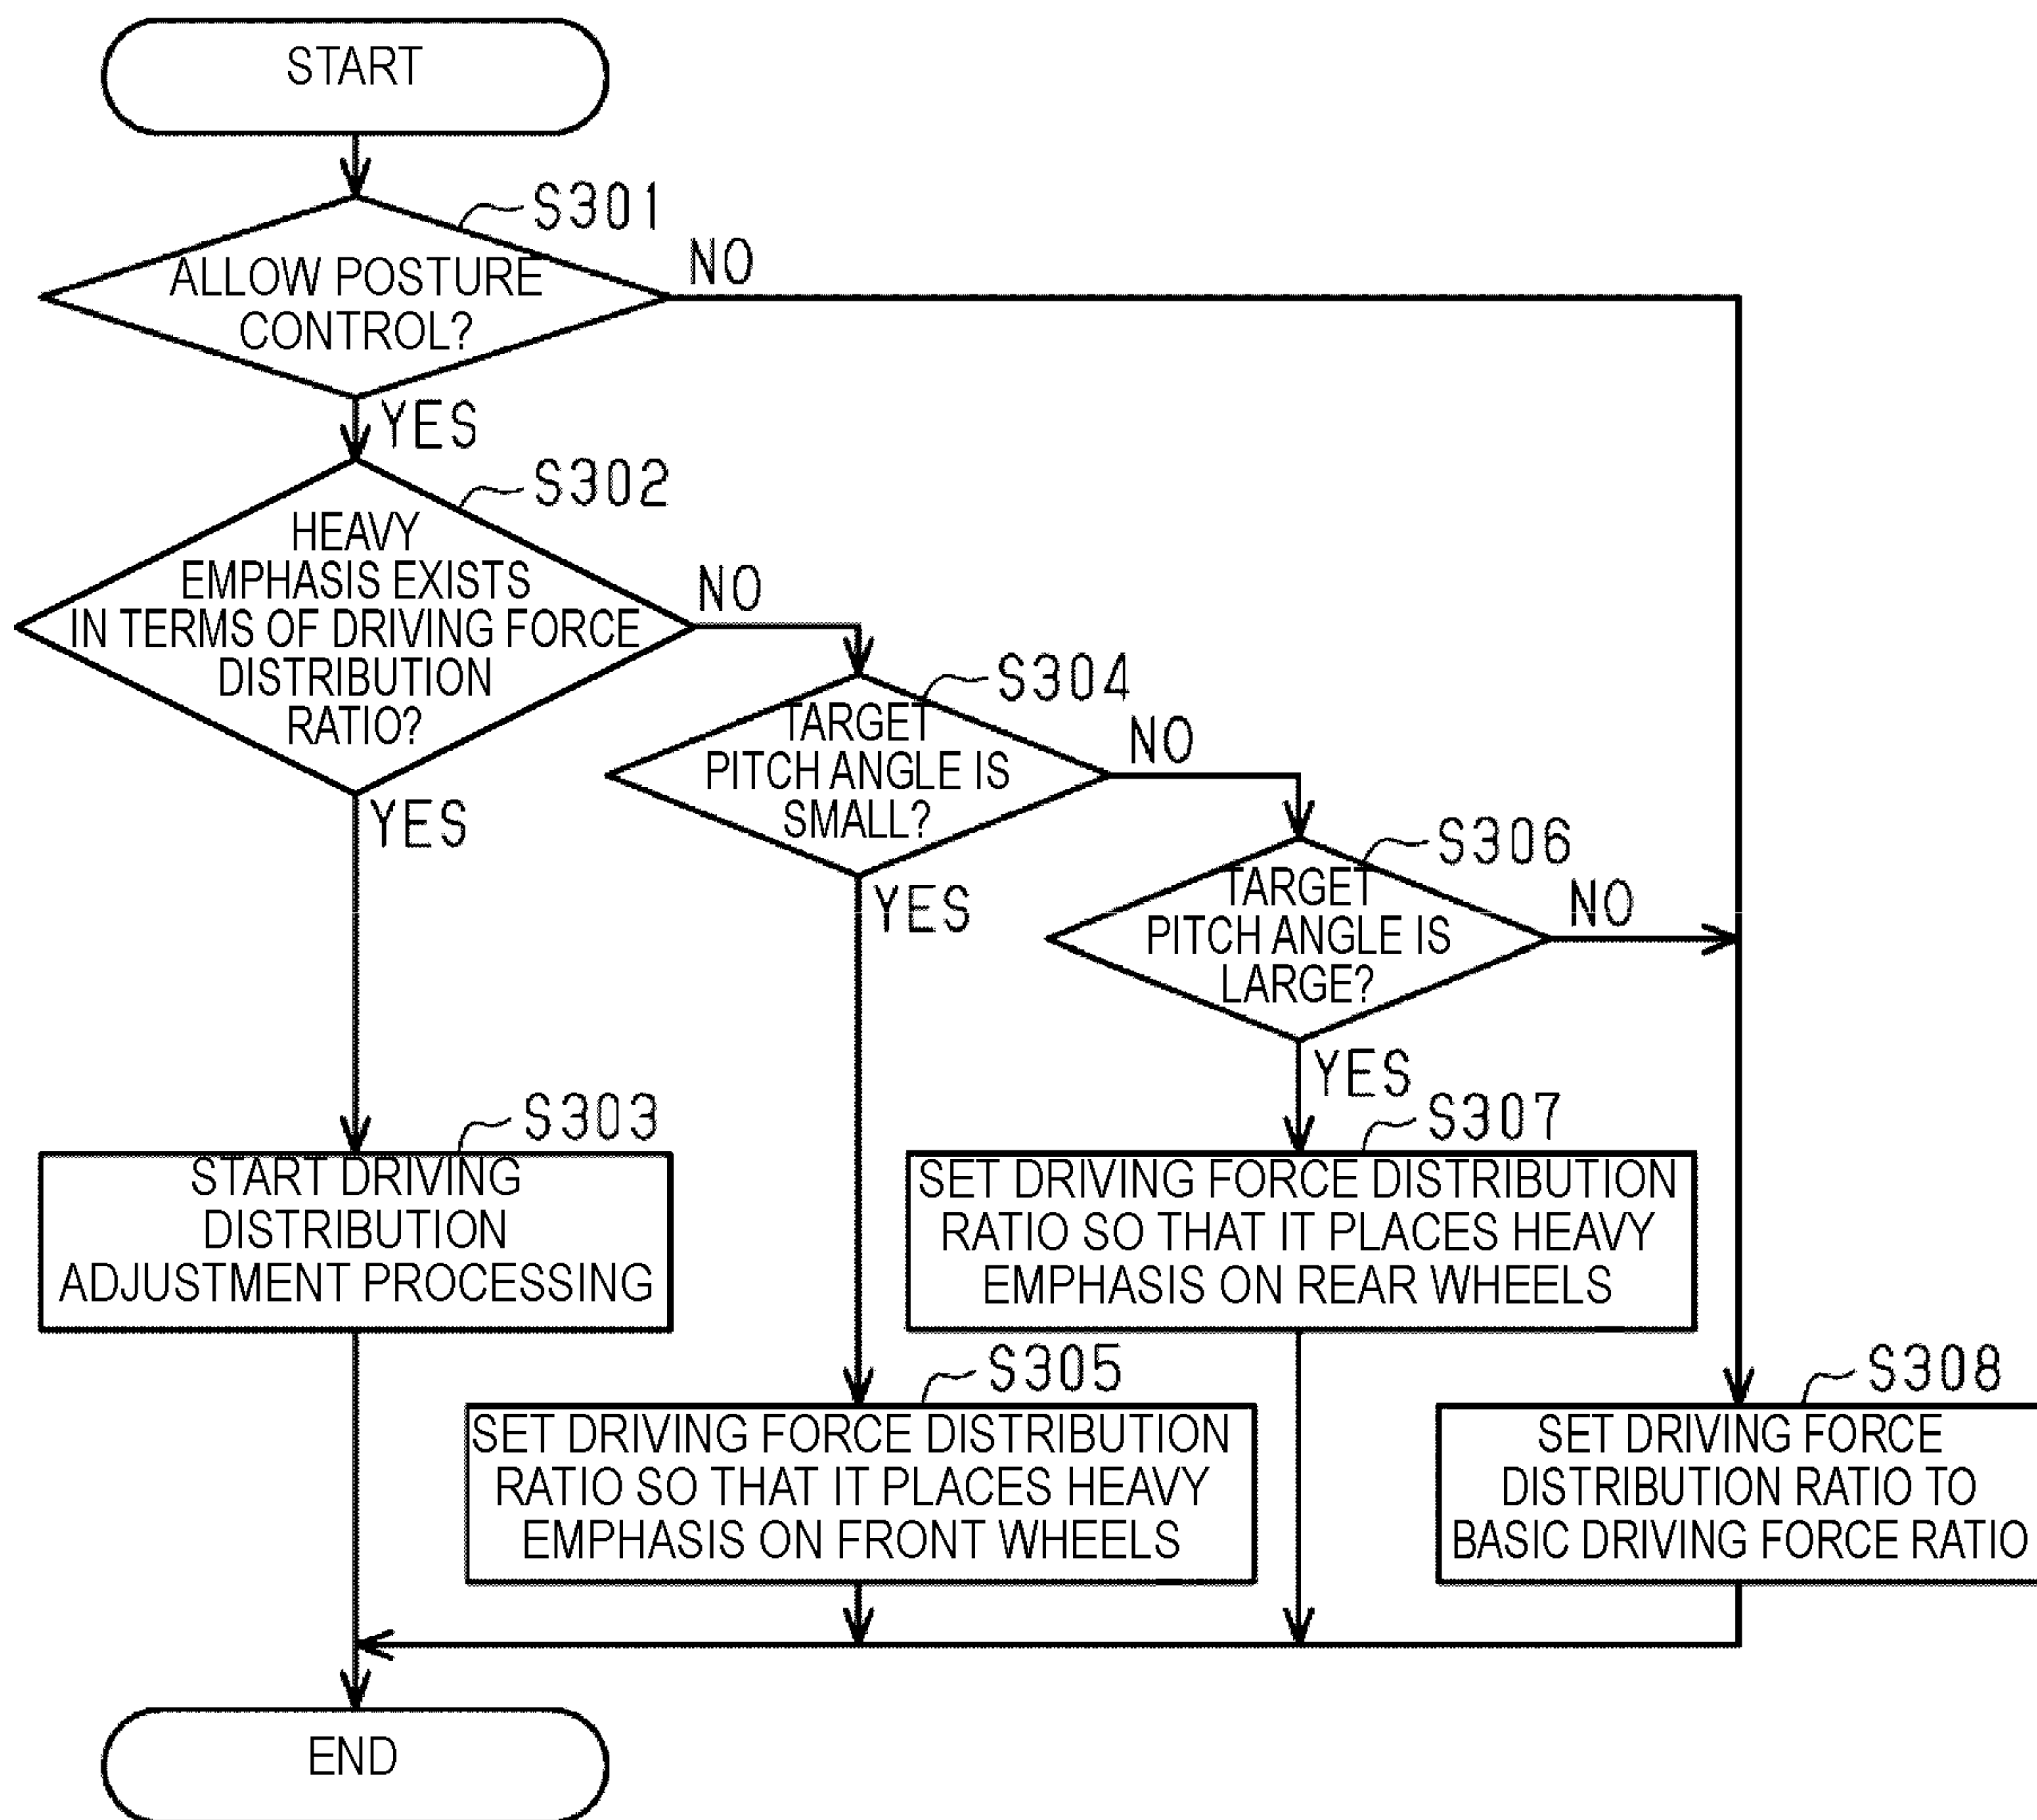 START
S301
ALLOW POSTURE
CONTROL?
NO
YES
S302
HEAVY
EMPHASIS EXISTS
IN TERMS OF DRIVING FORCE
DISTRIBUTION
RATIO?
NO
YES
S304
TARGET
PITCH ANGLE IS
SMALL?
NO
YES
S306
TARGET
PITCH ANGLE IS
LARGE?
NO
YES
S303
START DRIVING
DISTRIBUTION
ADJUSTMENT PROCESSING
S307
SET DRIVING FORCE DISTRIBUTION
RATIO SO THAT IT PLACES HEAVY
EMPHASIS ON REAR WHEELS
S305
SET DRIVING FORCE DISTRIBUTION
RATIO SO THAT IT PLACES HEAVY
EMPHASIS ON FRONT WHEELS
S308
SET DRIVING FORCE
DISTRIBUTION RATIO TO
BASIC DRIVING FORCE RATIO
END